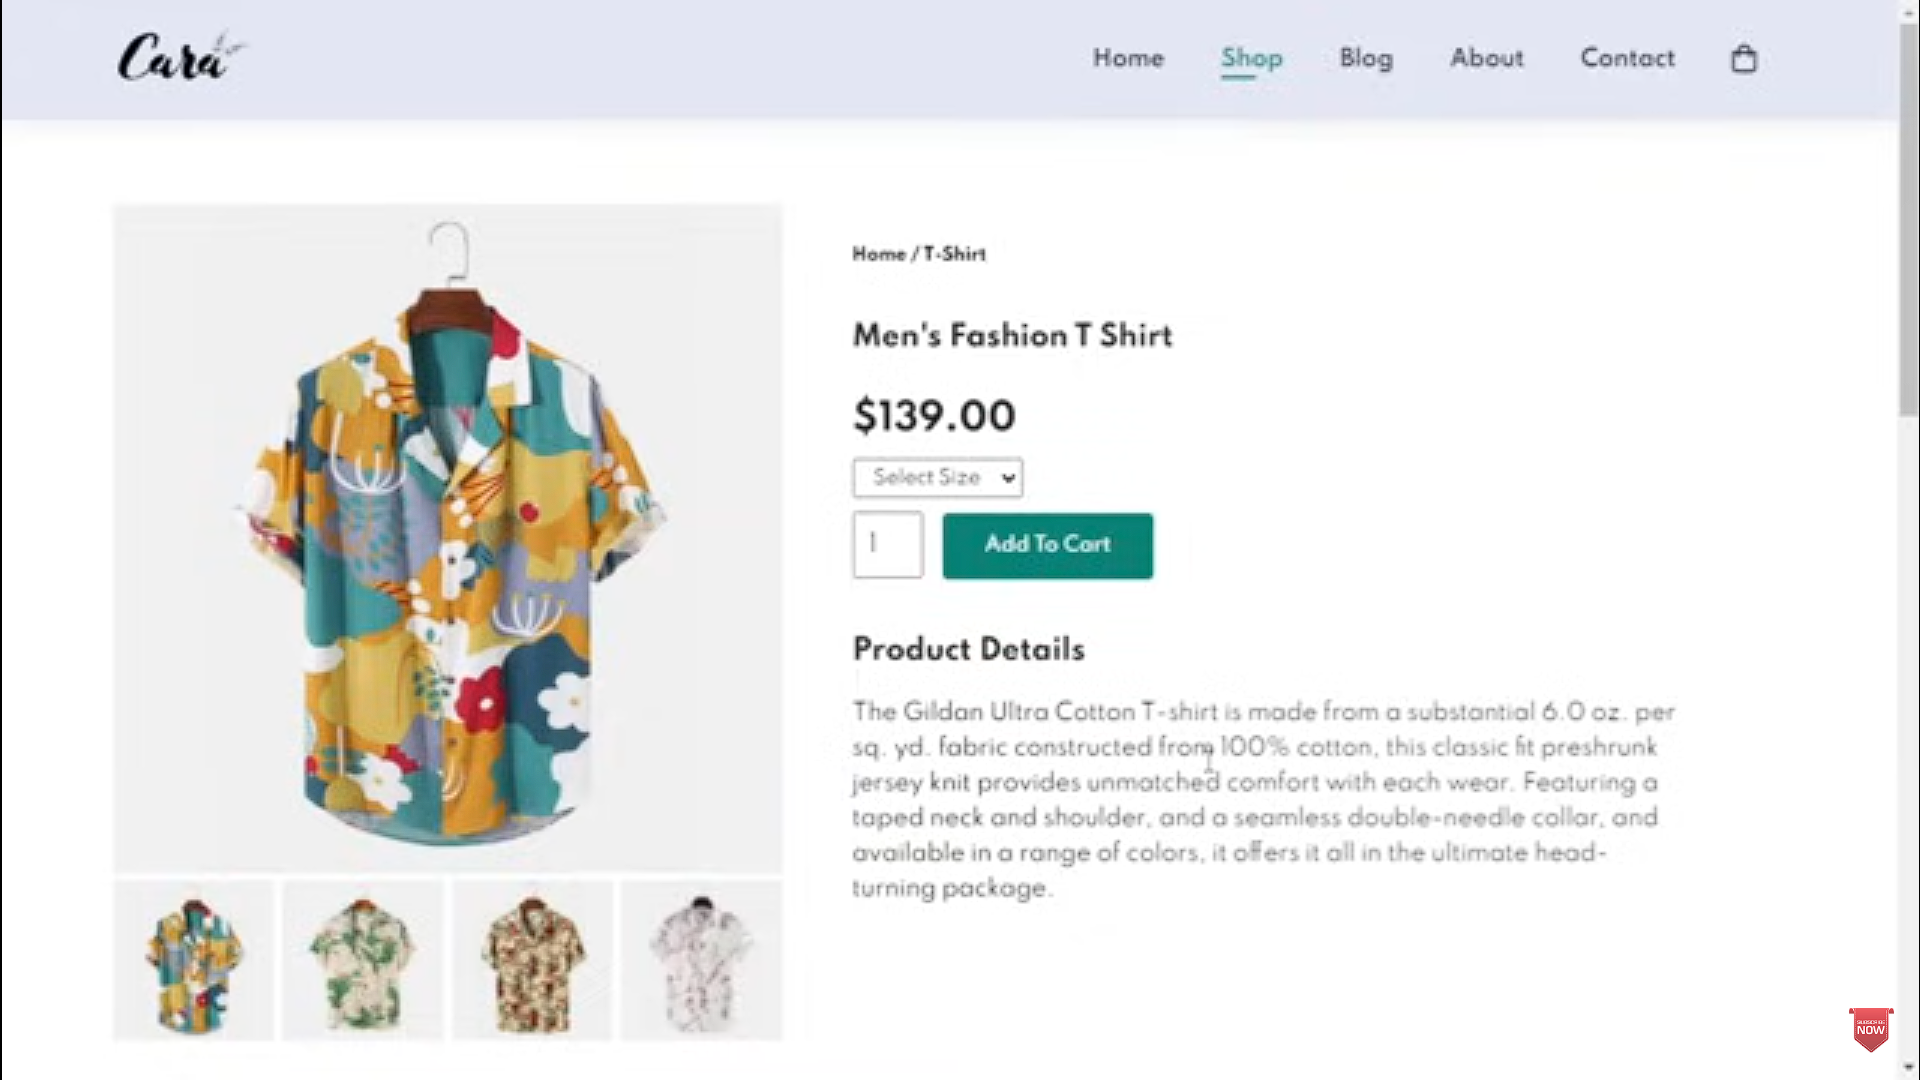 Cara
Home Shop Blog About Contact
Home / T-Shirt
Men's Fashion T Shirt
$139.00
Select Size
1
Add To Cart
Product Details
The Gildan Ultra Cotton T-shirt is made from a substantial 6.0 oz. per
sq. yd. fabric constructed from 100% cotton, this classic fit preshrunk
jersey knit provides unmatched comfort with each wear. Featuring a
taped neck and shoulder, and a seamless double-needle collar, and
available in a range of colors, it offers it all in the ultimate head-
turning package.
SUBSCRIBE
NOW